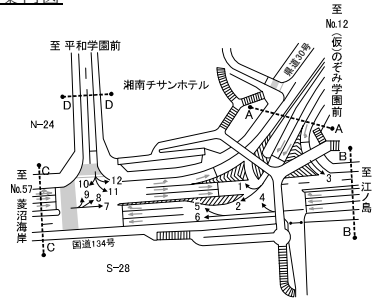 至 平和学園前
湘南チサンホテル
県道30号
至
No.12
(仮)のぞみ学園前
D D
A
A
N-24
至
No.57
菱沼海岸
C
C
B
B
至
江ノ島
10 12
11
9 8
7
1
2
3
4
5
6
国道134号
S-28